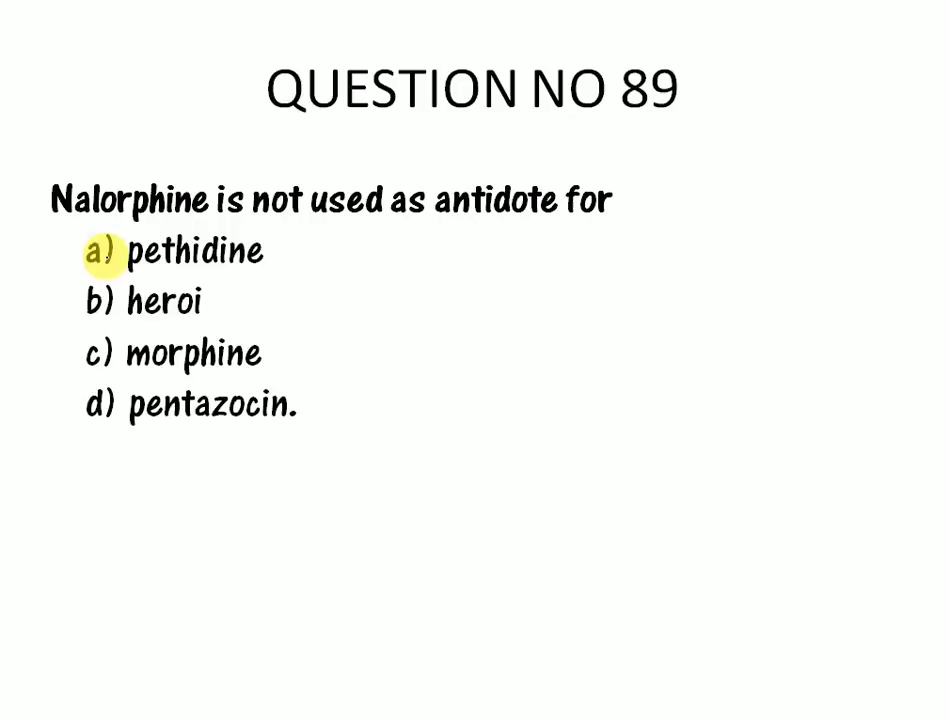 QUESTION NO 89
Nalorphine is not used as antidote for
a) pethidine
b) heroi
c) morphine
d) pentazocin.